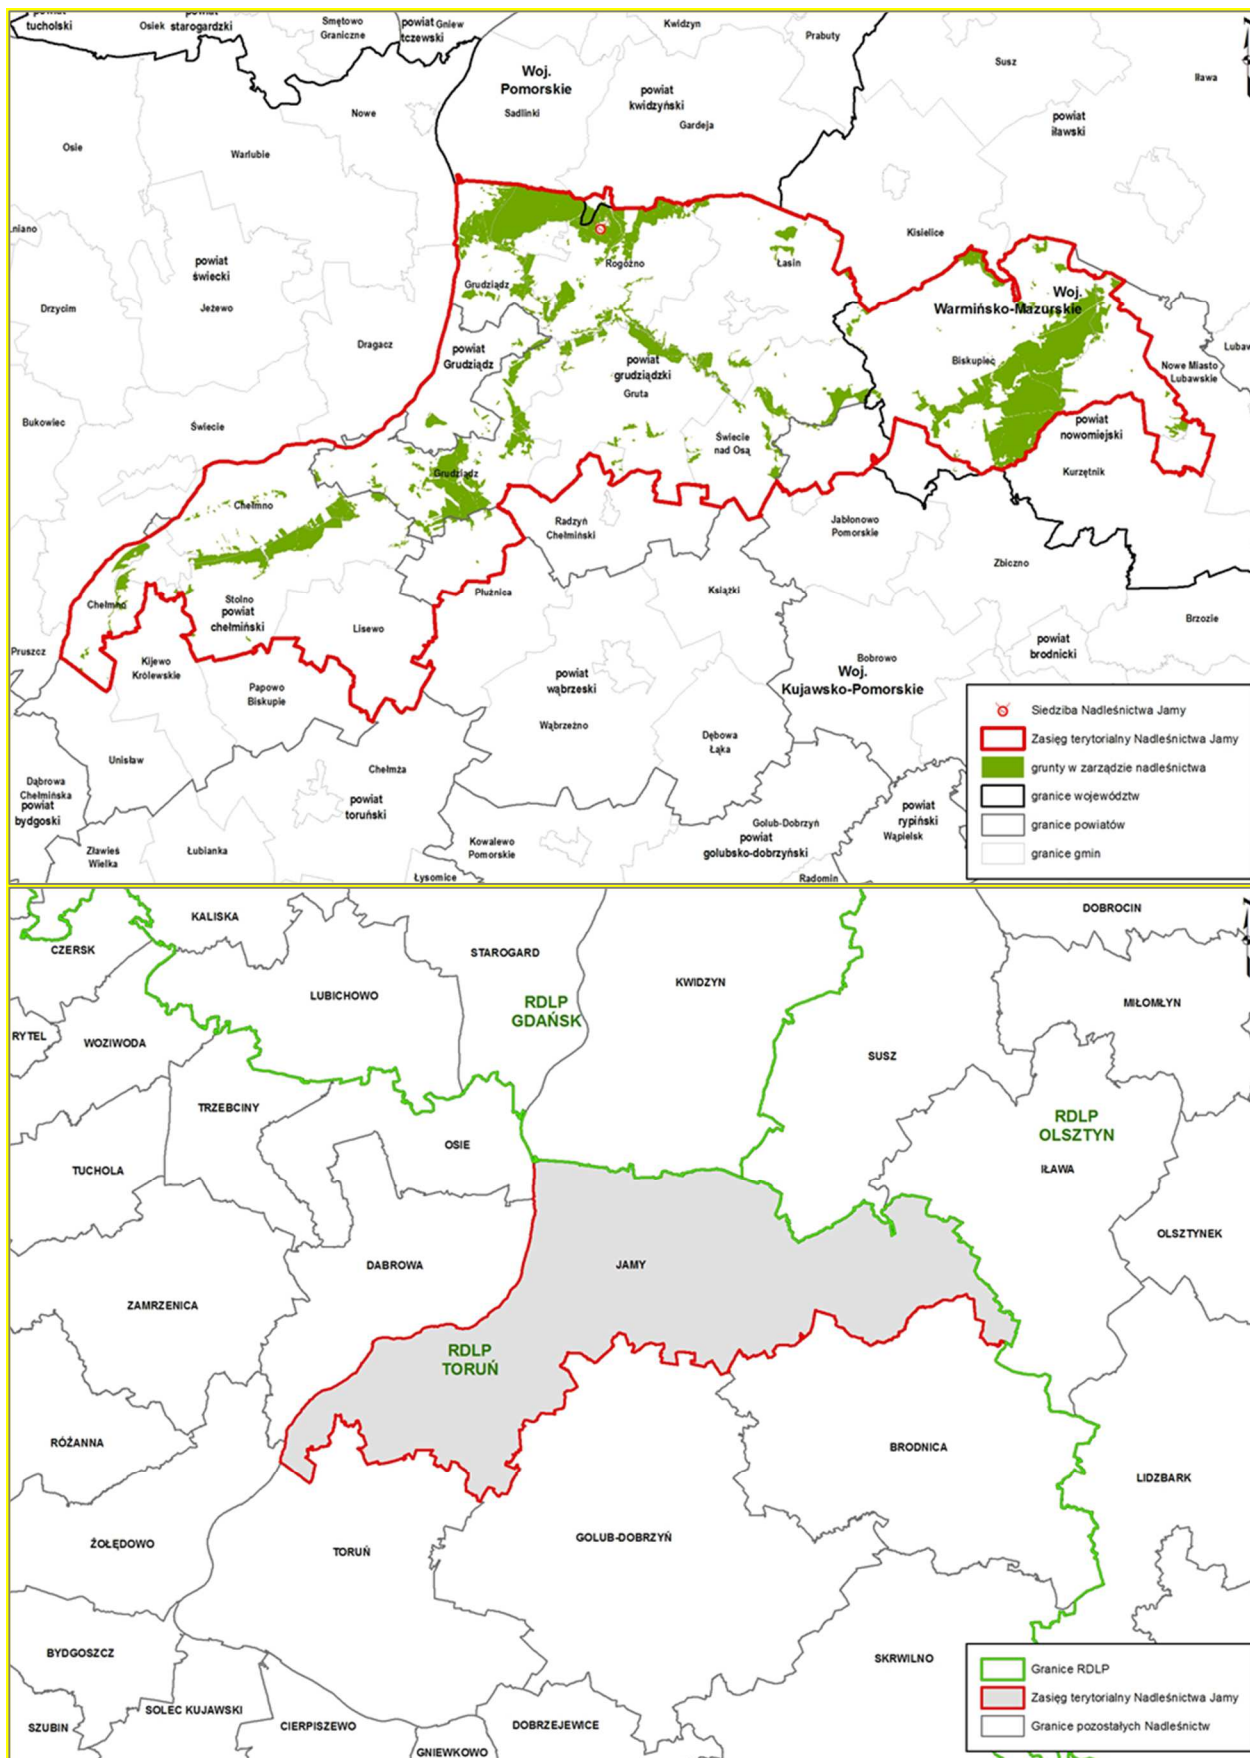 powiat
tucholski
Osiek
powiat
starogardzki
Smętowo
Graniczne
powiat
tczewski
Gniew
Kwidzyn
Prabuty
Susz
Iława
Woj.
Pomorskie
Sadlinki
powiat
kwidzyński
Gardeja
powiat
iławski
Nowe
Osie
Warlubie
Kisielice
powiat
świecki
Drzycim
Jeżewo
Dragacz
Grudziądz
Rogóźno
Łasin
Woj.
Warmińsko-Mazurskie
powiat
Grudziądz
powiat
grudziądzki
Gruta
Biskupiec
Nowe Miasto
Lubawskie
Bukowiec
Świecie
Świecie
nad Osą
powiat
nowomiejski
Kurzętnik
Grudziądz
Chełmno
Radzyń
Chełmiński
Jabłonowo
Pomorskie
Zbiczno
Chełmno
Stolno
powiat
chełmiński
Lisewo
Płużnica
Książki
Brzozie
Pruszcz
Kijewo
Królewskie
Papowo
Biskupie
powiat
wąbrzeski
Wąbrzeźno
Bobrowo
powiat
brodnicki
Woj.
Kujawsko-Pomorskie
Dębowa
Łąka
Unisław
Chełmża
Dąbrowa
Chełmińska
powiat
bydgoski
powiat
toruński
Zławieś
Wielka
Łubianka
Łysomice
Kowalewo
Pomorskie
Golub-Dobrzyń
powiat
golubsko-dobrzyński
Radomin
powiat
rypiński
Wąpielsk
Siedziba Nadleśnictwa Jamy
Zasięg terytorialny Nadleśnictwa Jamy
grunty w zarządzie nadleśnictwa
granice województw
granice powiatów
granice gmin
CZERSK
KALISKA
STAROGARD
KWIDZYN
DOBROCIN
LUBICHOWO
RDLP
GDAŃSK
MIŁOMŁYN
RYTEL
WOZIWODA
SUSZ
TRZEBCINY
OSIE
RDLP
OLSZTYN
IŁAWA
TUCHOLA
OLSZTYNEK
DĄBROWA
JAMY
ZAMRZENICA
RDLP
TORUŃ
RÓŻANNA
BRODNICA
LIDZBARK
ŻOŁĘDOWO
TORUŃ
GOLUB-DOBRZYŃ
BYDGOSZCZ
SKRWILNO
SOLEC KUJAWSKI
SZUBIN
CIERPISZEWO
DOBRZEJEWICE
GNIEWKOWO
Granice RDLP
Zasięg terytorialny Nadleśnictwa Jamy
Granice pozostałych Nadleśnictw